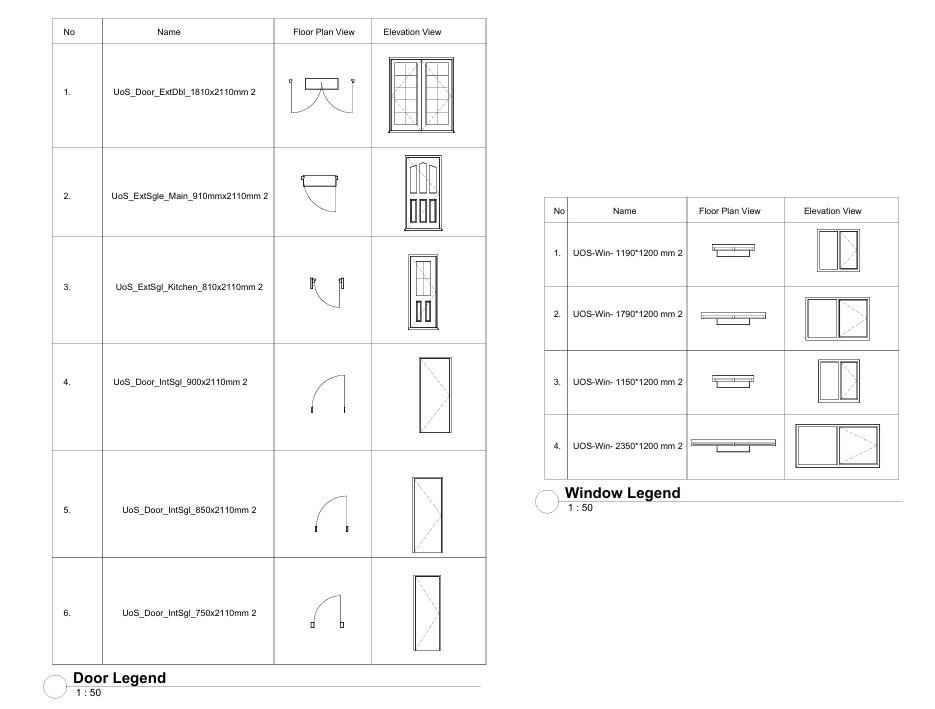 No Name Floor Plan View Elevation View
1. UoS_Door_ExtDbl_1810x2110mm 2
2. UoS_ExtSgle_Main_910mmx2110mm 2
3. UoS_ExtSgl_Kitchen_810x2110mm 2
4. UoS_Door_IntSgl_900x2110mm 2
5. UoS_Door_IntSgl_850x2110mm 2
6. UoS_Door_IntSgl_750x2110mm 2
Door Legend
1 : 50
No Name Floor Plan View Elevation View
1. UOS-Win- 1190*1200 mm 2
2. UOS-Win- 1790*1200 mm 2
3. UOS-Win- 1150*1200 mm 2
4. UOS-Win- 2350*1200 mm 2
Window Legend
1 : 50